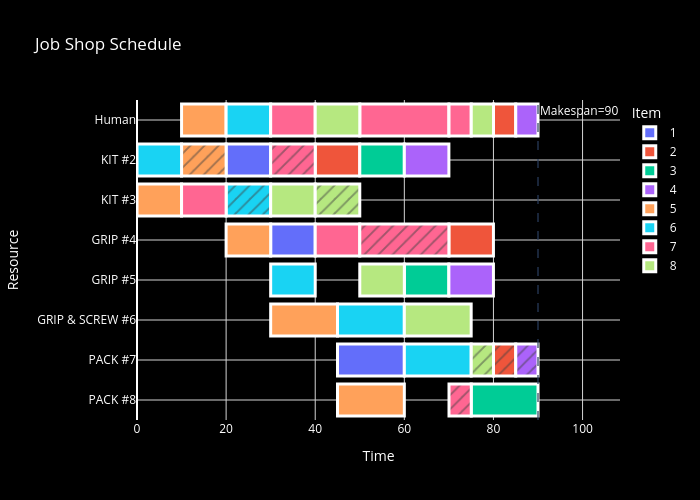 Job Shop Schedule
Makespan=90
Item
1
2
3
4
5
6
7
8
Resource
Human
KIT #2
KIT #3
GRIP #4
GRIP #5
GRIP & SCREW #6
PACK #7
PACK #8
0 20 40 60 80 100
Time